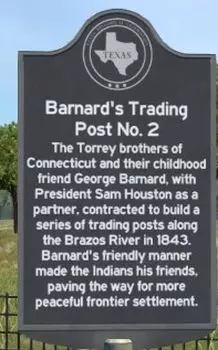 TEXAS
Barnard's Trading
Post No. 2
The Torrey brothers of
Connecticut and their childhood
friend George Barnard, with
President Sam Houston as a
partner, contracted to build a
series of trading posts along
the Brazos River in 1843.
Barnard's friendly manner
made the Indians his friends,
paving the way for more
peaceful frontier settlement.